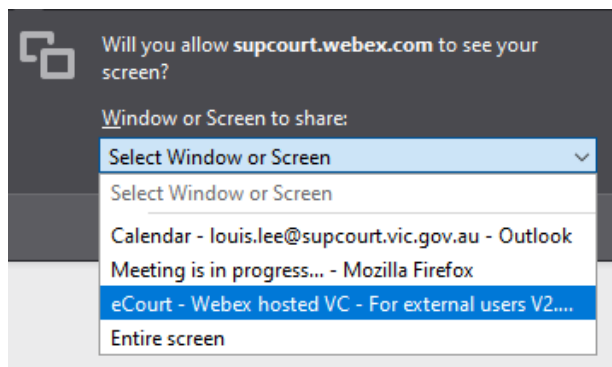 Will you allow supcourt.webex.com to see your
screen?
Window or Screen to share:
Select Window or Screen
Select Window or Screen
Calendar - louis.lee@supcourt.vic.gov.au - Outlook
Meeting is in progress... - Mozilla Firefox
eCourt - Webex hosted VC - For external users V2....
Entire screen